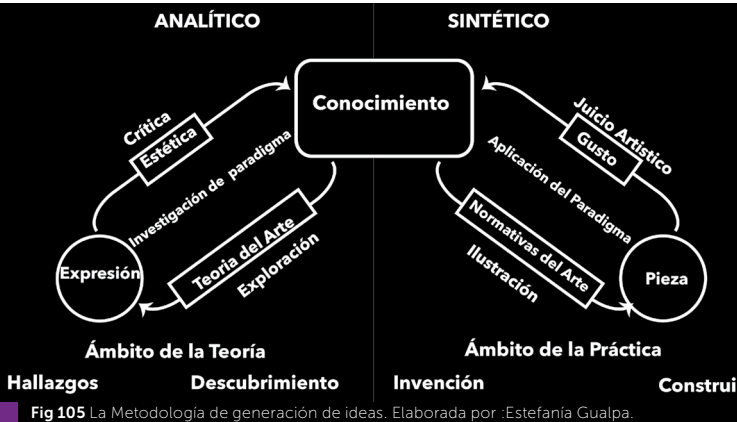 ANALÍTICO
SINTÉTICO
Conocimiento
Crítica
Estética
Investigación de paradigma
Teoria del Arte
Exploración
Expresión
Juicio Artistico
Gusto
Aplicación del Paradigma
Normativas del Arte
Ilustración
Pieza
Ámbito de la Teoría
Ámbito de la Práctica
Hallazgos
Descubrimiento
Invención
Construi
Fig 105 La Metodología de generación de ideas. Elaborada por :Estefanía Gualpa.